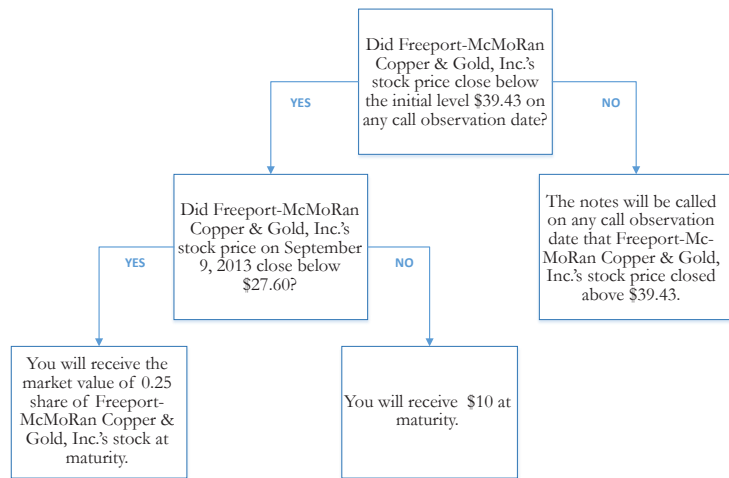 Did Freeport-McMoRan
Copper & Gold, Inc.'s
stock price close below
the initial level $39.43 on
any call observation date?
YES
NO
Did Freeport-McMoRan
Copper & Gold, Inc.'s
stock price on September
9, 2013 close below
$27.60?
The notes will be called
on any call observation
date that Freeport-Mc-
MoRan Copper & Gold,
Inc.'s stock price closed
above $39.43.
YES
NO
You will receive the
market value of 0.25
share of Freeport-
McMoRan Copper &
Gold, Inc.'s stock at
maturity.
You will receive $10 at
maturity.